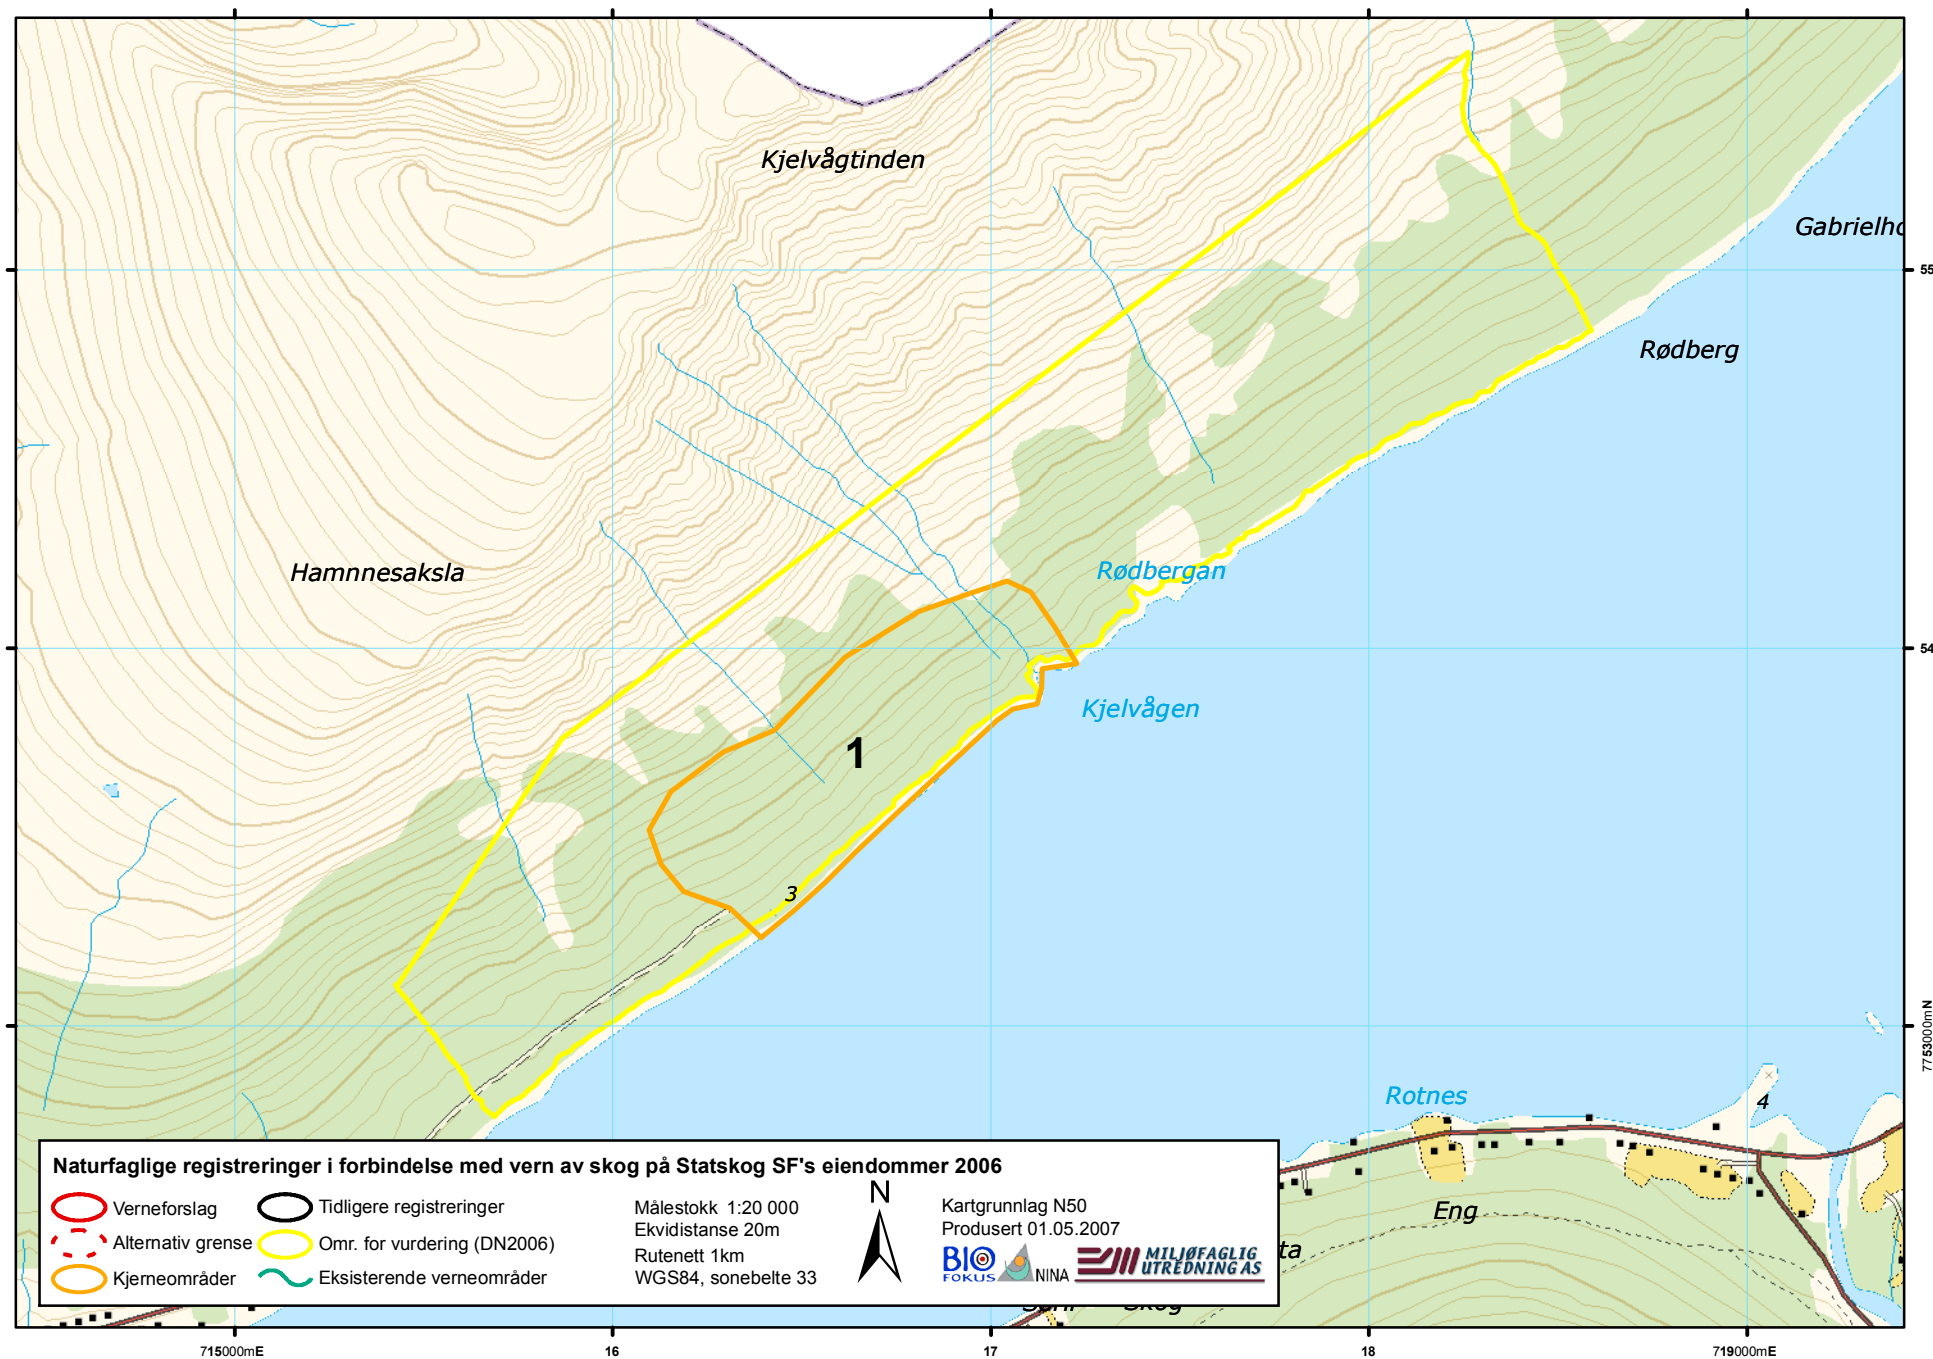 Kjelvågtinden
Gabrielho
55
Rødberg
Hamnnesaksla
Rødbergan
54
Kjelvågen
1
3
7753000mN
Rotnes
4
Eng
ta
Skog
Naturfaglige registreringer i forbindelse med vern av skog på Statskog SF's eiendommer 2006
Verneforslag
Alternativ grense
Kjerneområder
Tidligere registreringer
Omr. for vurdering (DN2006)
Eksisterende verneområder
Målestokk 1:20 000
Ekvidistanse 20m
Rutenett 1km
WGS84, sonebelte 33
N
Kartgrunnlag N50
Produsert 01.05.2007
BIO
FOKUS
NINA
MILJØFAGLIG
UTREDNING AS
715000mE
16
17
18
719000mE